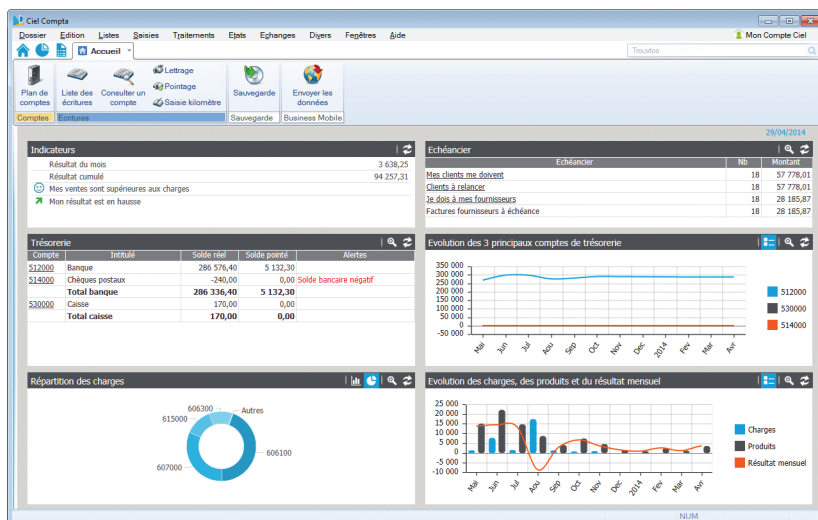 Ciel Compta
Dossier Edition Listes Saisies Traitements Etats Echanges Divers Fenêtres Aide
Mon Compte Ciel
Accueil
Trouvtoo
Plan de comptes
Liste des écritures
Consulter un compte
Lettrage
Pointage
Saisie kilomètre
Sauvegarde
Envoyer les données
Comptes Ecritures Sauvegarde Business Mobile
29/04/2014
Indicateurs
Résultat du mois 3 638,25
Résultat cumulé 94 257,31
Mes ventes sont supérieures aux charges
Mon résultat est en hausse
Echéancier
Echéancier Nb Montant
Mes clients me doivent 18 57 778,01
Clients à relancer 18 57 778,01
Je dois à mes fournisseurs 18 28 185,87
Factures fournisseurs à échéance 18 28 185,87
Trésorerie
Compte Intitulé Solde réel Solde pointé Alertes
512000 Banque 286 576,40 5 132,30
514000 Chèques postaux -240,00 0,00 Solde bancaire négatif
Total banque 286 336,40 5 132,30
530000 Caisse 170,00 0,00
Total caisse 170,00 0,00
Evolution des 3 principaux comptes de trésorerie
350 000
300 000
250 000
200 000
150 000
100 000
50 000
0
-50 000
Mai Jun Jul Aou Sep Oct Nov Dec 2014 Fev Mar Avr
512000
530000
514000
Répartition des charges
606300
Autres
615000
606100
607000
Evolution des charges, des produits et du résultat mensuel
25 000
20 000
15 000
10 000
5 000
0
-5 000
-10 000
Mai Jun Jul Aou Sep Oct Nov Dec 2014 Fev Mar Avr
Charges
Produits
Résultat mensuel
NUM